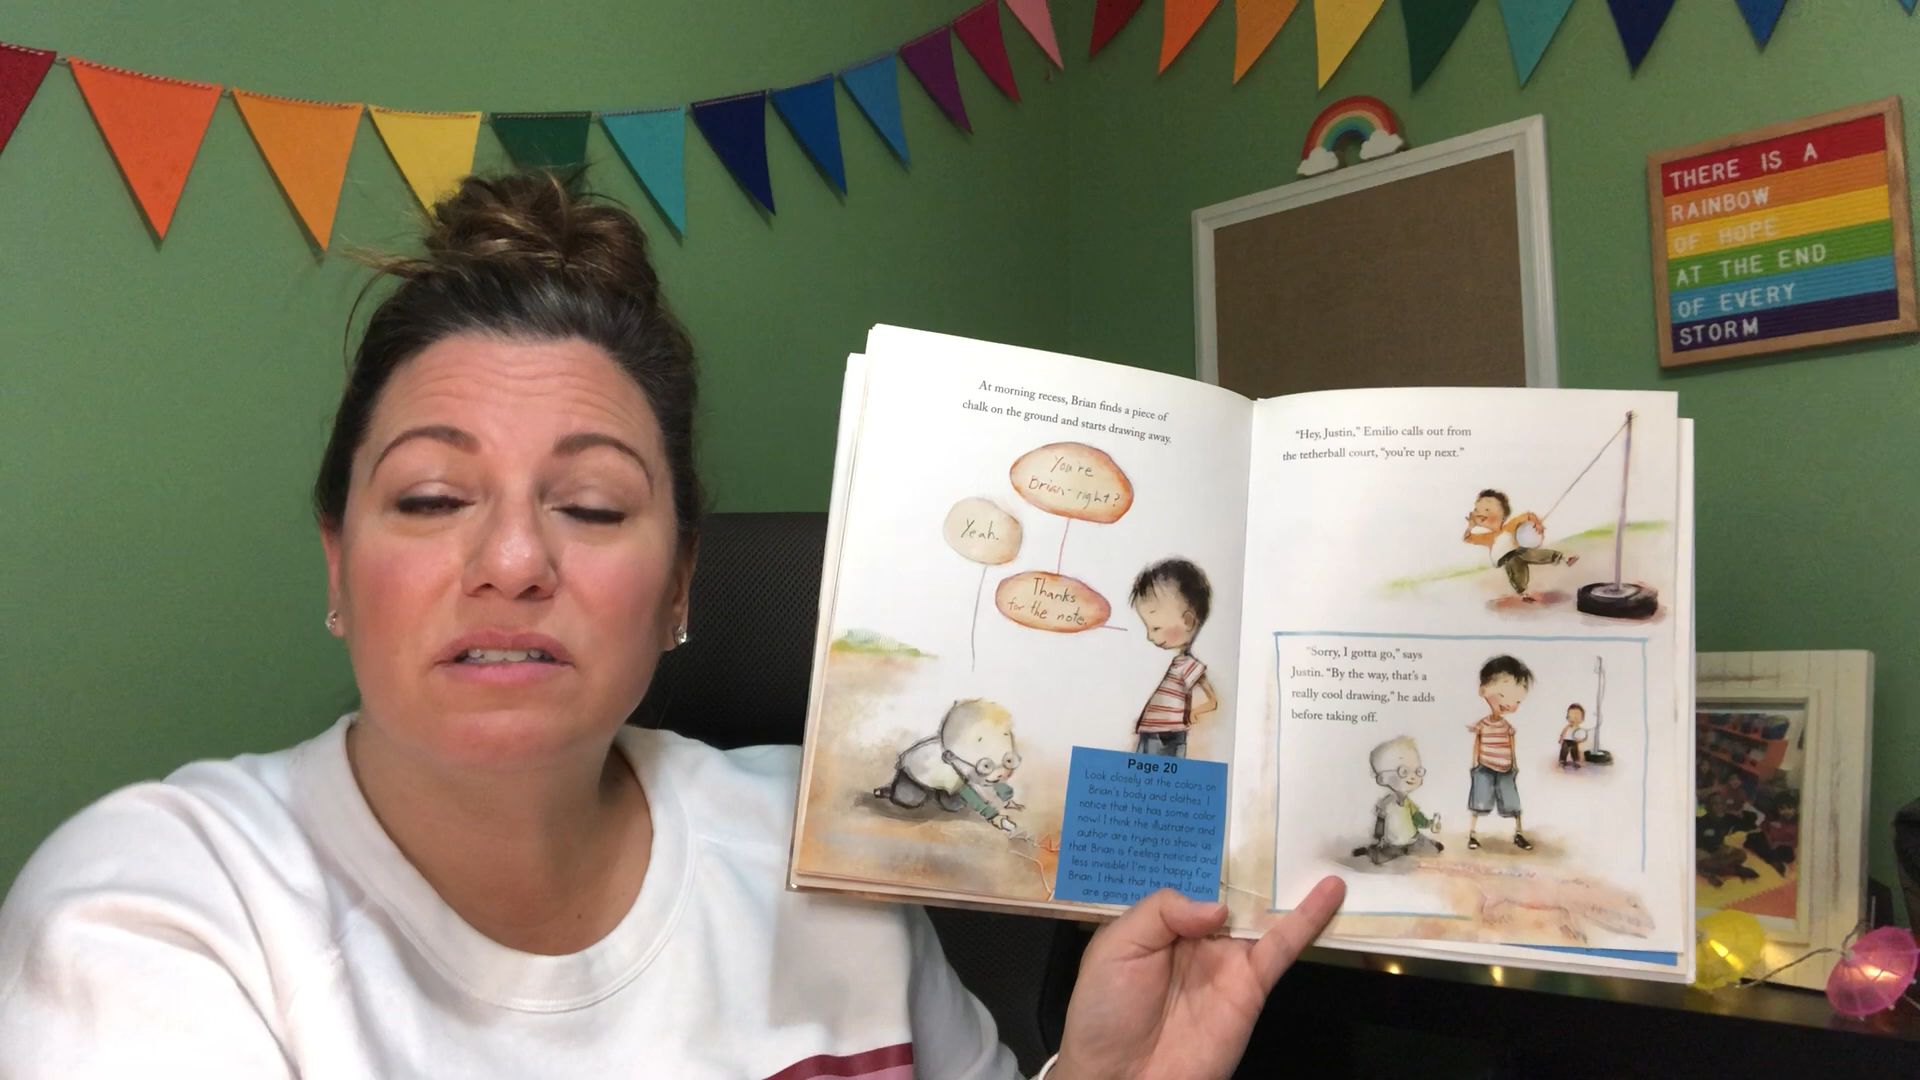 THERE IS A
RAINBOW
OF HOPE
AT THE END
OF EVERY
STORM
At morning recess, Brian finds a piece of
chalk on the ground and starts drawing away.
You're
Brian-right?
Yeah.
Thanks
for the note.
Page 20
Look closely at the colors on
Brian's body and clothes. I
notice that he has some color
now! I think the illustrator and
author are trying to show us
that Brian is feeling noticed and
less invisible! I'm so happy for
Brian. I think that he and Justin
are going to
"Hey, Justin," Emilio calls out from
the tetherball court, "you're up next."
"Sorry, I gotta go," says
Justin. "By the way, that's a
really cool drawing," he adds
before taking off.